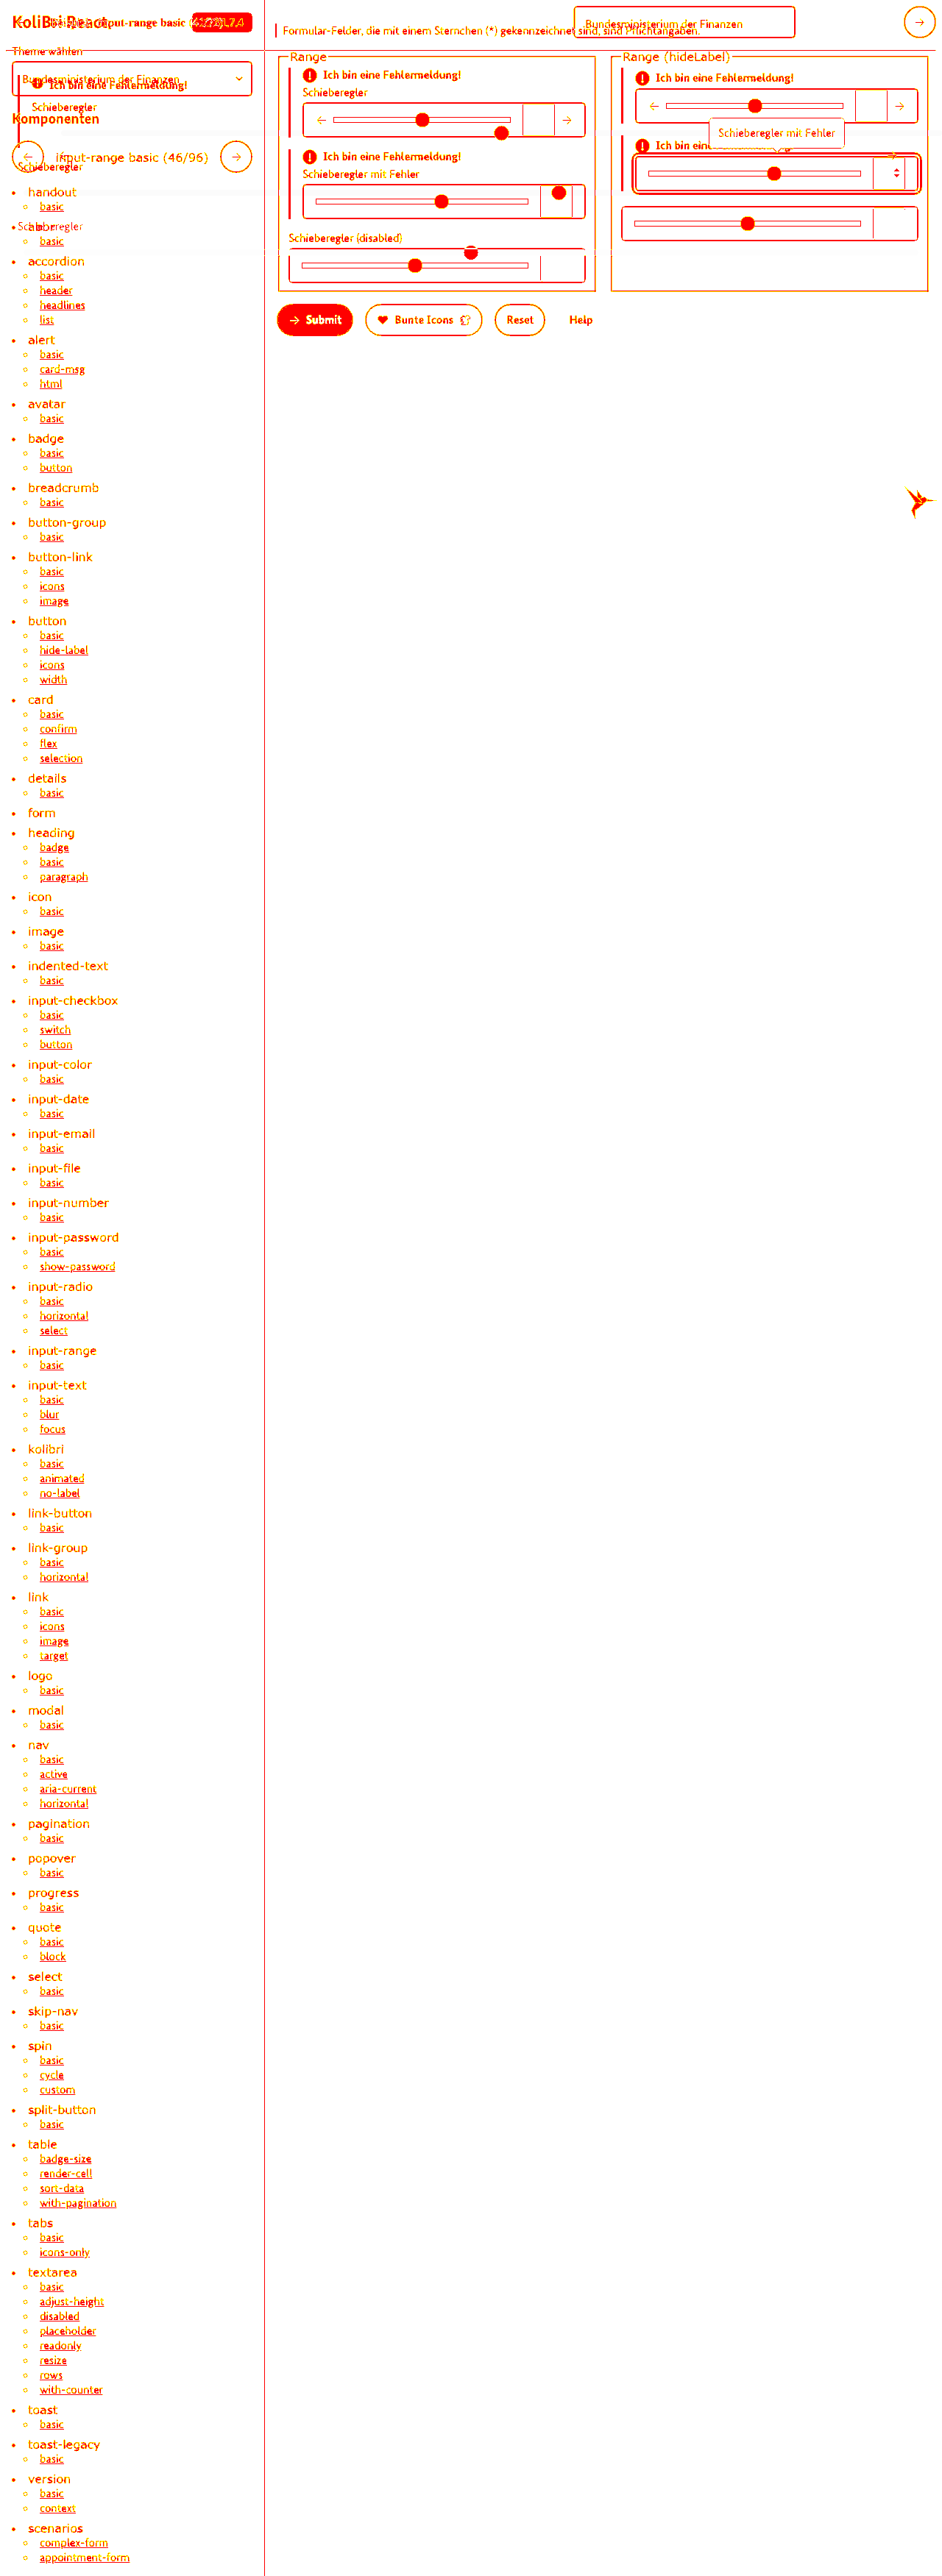 KoliBri React
Theme wählen
Bundesministerium der Finanzen
Ich bin eine Fehlermeldung!
Schieberegler
Komponenten
input-range basic (46/96)
Schieberegler
handout
basic
Schieberegler
abbr
basic
accordion
basic
header
headlines
list
alert
basic
card-msg
html
avatar
basic
badge
basic
button
breadcrumb
basic
button-group
basic
button-link
basic
icons
image
button
basic
hide-label
icons
width
card
basic
confirm
flex
selection
details
basic
form
heading
badge
basic
paragraph
icon
basic
image
basic
indented-text
basic
input-checkbox
basic
switch
button
input-color
basic
input-date
basic
input-email
basic
input-file
basic
input-number
basic
input-password
basic
show-password
input-radio
basic
horizontal
select
input-range
basic
input-text
basic
blur
focus
kolibri
basic
animated
no-label
link-button
basic
link-group
basic
horizontal
link
basic
icons
image
target
logo
basic
modal
basic
nav
basic
active
aria-current
horizontal
pagination
basic
popover
basic
progress
basic
quote
basic
block
select
basic
skip-nav
basic
spin
basic
cycle
custom
split-button
basic
table
badge-size
render-cell
sort-data
with-pagination
tabs
basic
icons-only
textarea
basic
adjust-height
disabled
placeholder
readonly
resize
rows
with-counter
toast
basic
toast-legacy
basic
version
basic
context
scenarios
complex-form
appointment-form
Bundesministerium der Finanzen
Formular-Felder, die mit einem Sternchen (*) gekennzeichnet sind, sind Pflichtangaben.
Range
Ich bin eine Fehlermeldung!
Schieberegler
Ich bin eine Fehlermeldung!
Schieberegler mit Fehler
Schieberegler (disabled)
Range (hideLabel)
Ich bin eine Fehlermeldung!
Schieberegler mit Fehler
Ich bin eine
Submit
Bunte Icons
Reset
Help